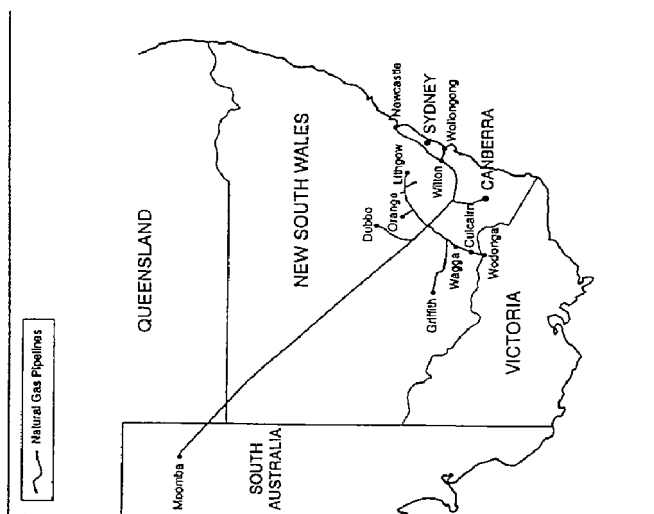 Natural Gas Pipelines
QUEENSLAND
NEW SOUTH WALES
SOUTH
AUSTRALIA
VICTORIA
Moomba
Dubbo
Orange
Lithgow
Newcastle
SYDNEY
Wollongong
Wilton
CANBERRA
Griffith
Wagga
Culcairn
Wodonga